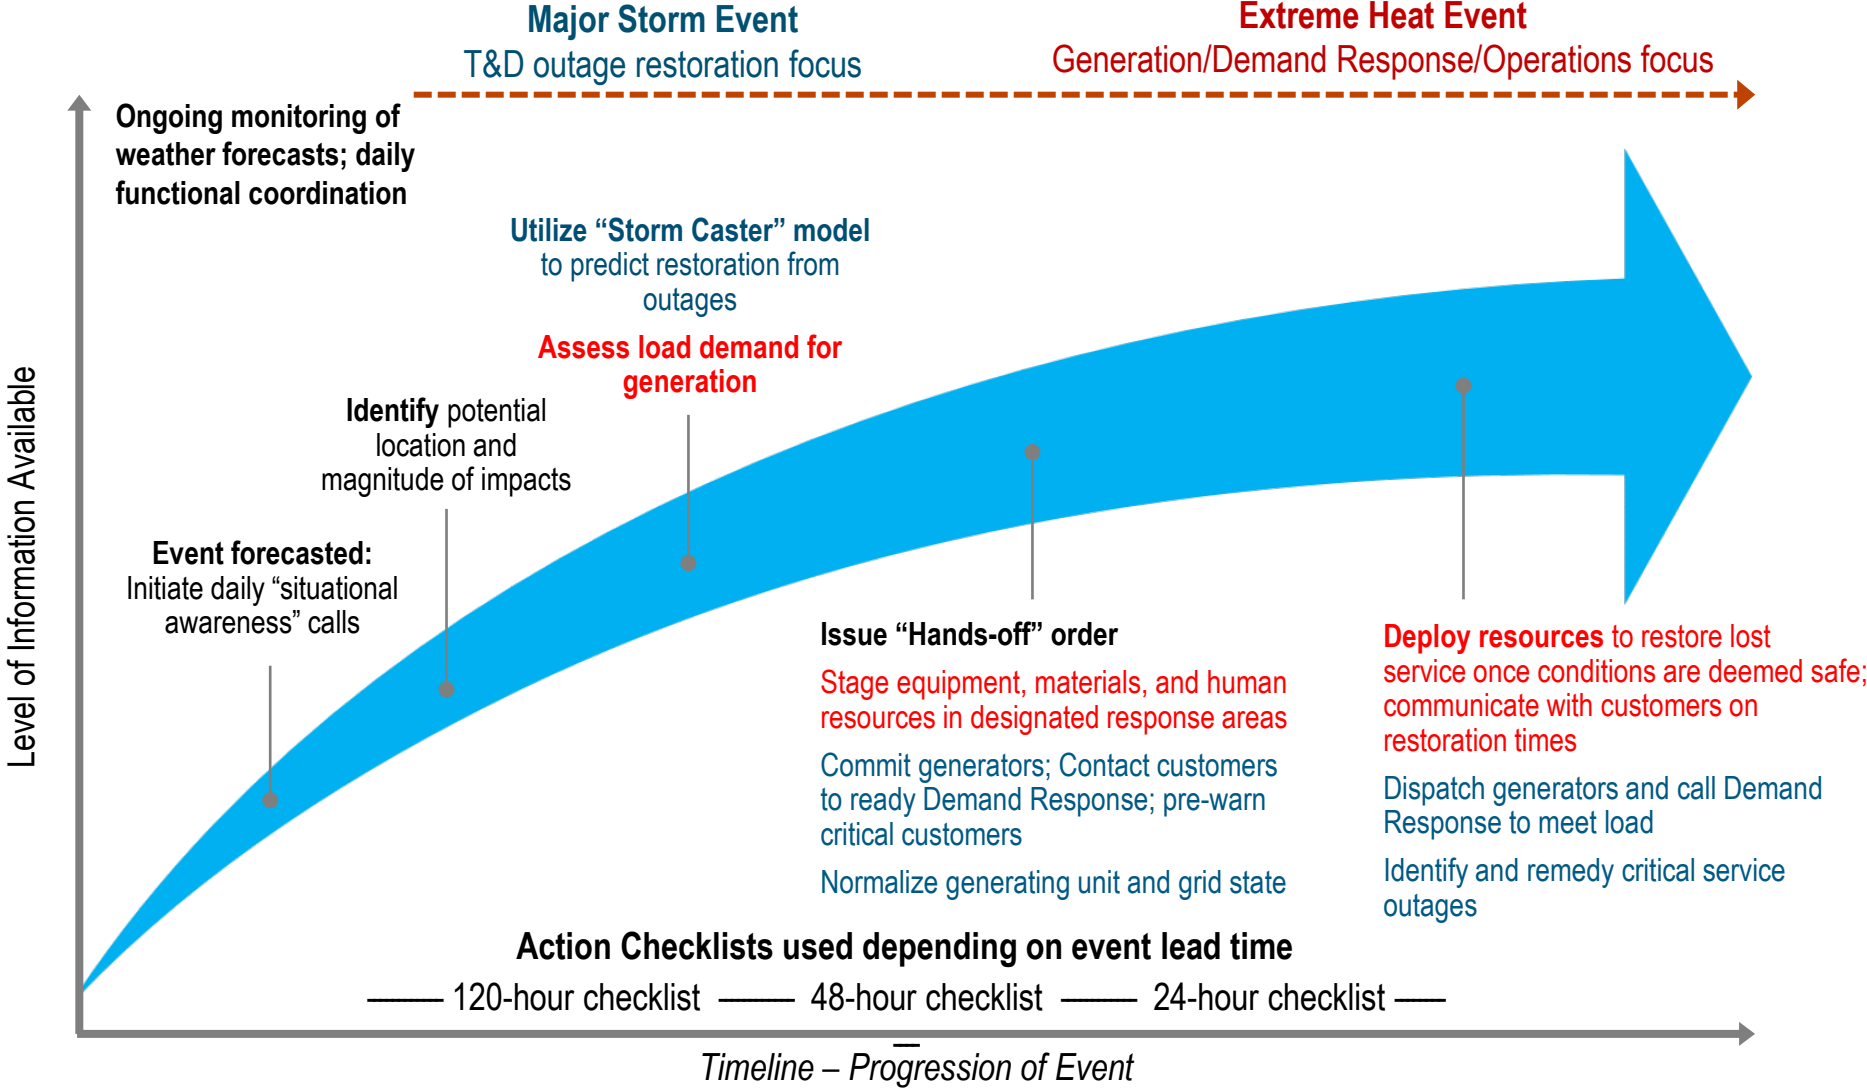 Major Storm Event
T&D outage restoration focus
Extreme Heat Event
Generation/Demand Response/Operations focus
Ongoing monitoring of
weather forecasts; daily
functional coordination
Utilize “Storm Caster” model
to predict restoration from
outages
Assess load demand for
generation
Identify potential
location and
magnitude of impacts
Event forecasted:
Initiate daily “situational
awareness” calls
Level of Information Available
Issue “Hands-off” order
Stage equipment, materials, and human
resources in designated response areas
Commit generators; Contact customers
to ready Demand Response; pre-warn
critical customers
Normalize generating unit and grid state
Deploy resources to restore lost
service once conditions are deemed safe;
communicate with customers on
restoration times
Dispatch generators and call Demand
Response to meet load
Identify and remedy critical service
outages
Action Checklists used depending on event lead time
120-hour checklist
48-hour checklist
24-hour checklist
Timeline – Progression of Event